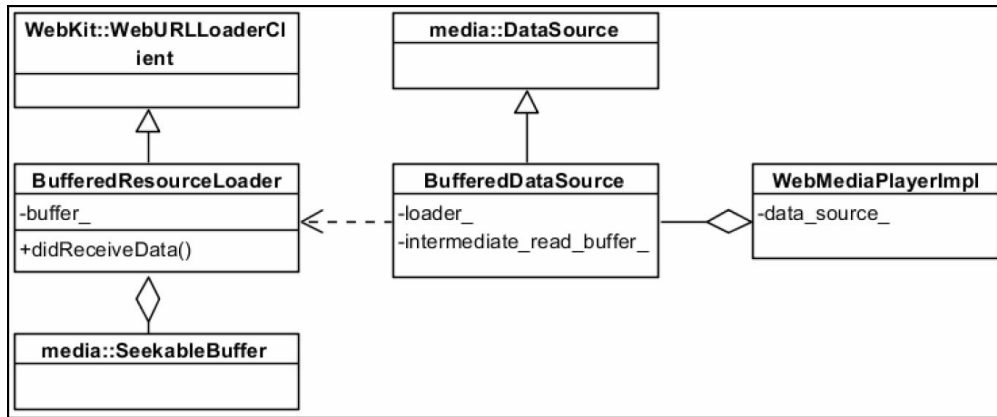 WebKit::WebURLLoaderCl
ient
media::DataSource
BufferedResourceLoader
-buffer_
+didReceiveData()
BufferedDataSource
-loader_
-intermediate_read_buffer_
WebMediaPlayerImpl
-data_source_
media::SeekableBuffer